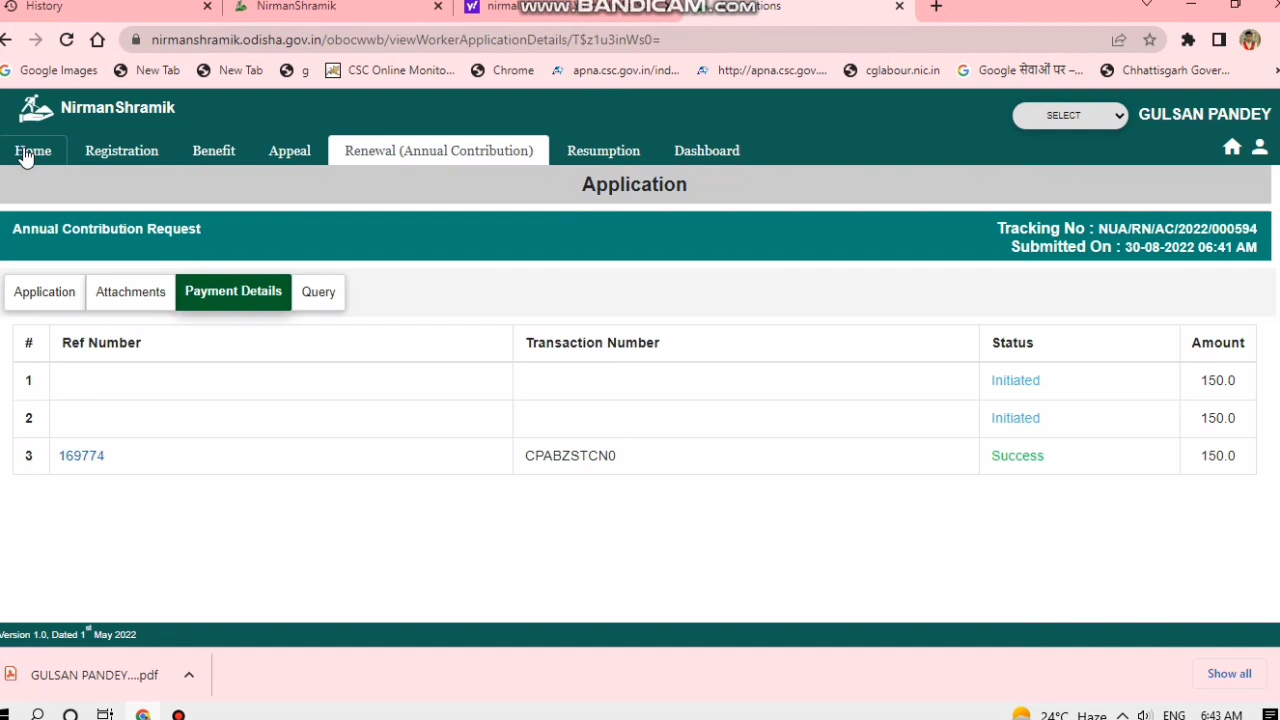 History
NirmanShramik
nirma
www.BANDICAM.com
tions
nirmanshramik.odisha.gov.in/obocwwb/viewWorkerApplicationDetails/T$z1u3inWs0=
Google Images
New Tab
New Tab
g
CSC Online Monito...
Chrome
apna.csc.gov.in/ind...
http://apna.csc.gov....
cglabour.nic.in
Google सेवाओं पर –...
Chhattisgarh Gover...
NirmanShramik
SELECT
GULSAN PANDEY
Home
Registration
Benefit
Appeal
Renewal (Annual Contribution)
Resumption
Dashboard
Application
Annual Contribution Request
Tracking No : NUA/RN/AC/2022/000594
Submitted On : 30-08-2022 06:41 AM
Application
Attachments
Payment Details
Query
# Ref Number Transaction Number Status Amount
1 Initiated 150.0
2 Initiated 150.0
3 169774 CPABZSTCN0 Success 150.0
Version 1.0, Dated 1st May 2022
GULSAN PANDEY....pdf
Show all
24°C Haze
ENG
6:43 AM